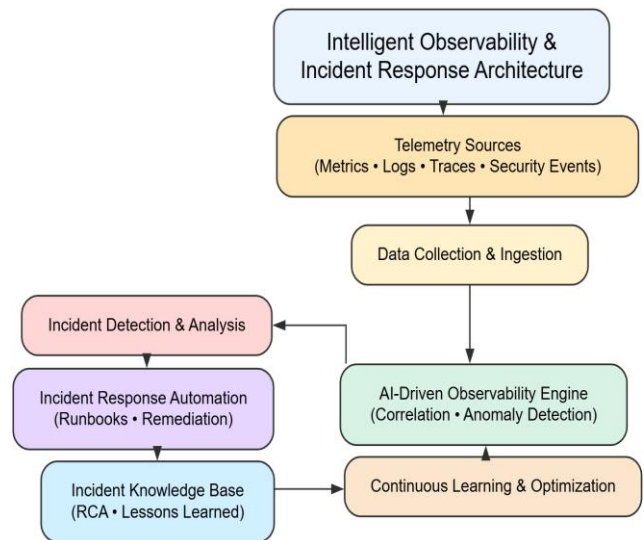 Intelligent Observability &
Incident Response Architecture
Telemetry Sources
(Metrics • Logs • Traces • Security Events)
Data Collection & Ingestion
Incident Detection & Analysis
AI-Driven Observability Engine
(Correlation • Anomaly Detection)
Incident Response Automation
(Runbooks • Remediation)
Incident Knowledge Base
(RCA • Lessons Learned)
Continuous Learning & Optimization